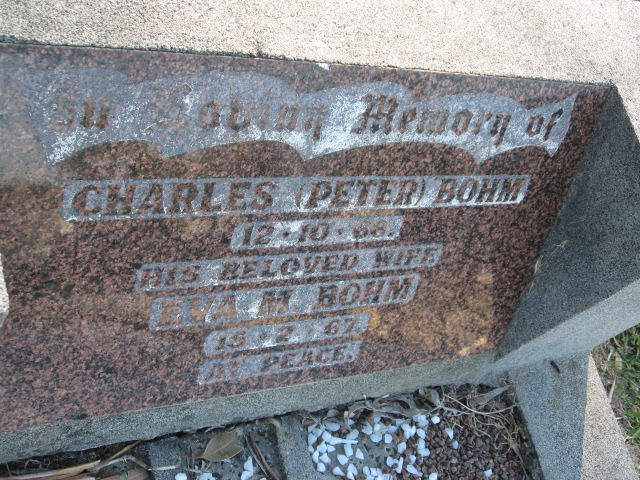 In Loving Memory of
CHARLES (PETER) BOHM
12·10·68.
HIS BELOVED WIFE
EVA M. BOHM
15·2·67.
AT PEACE.